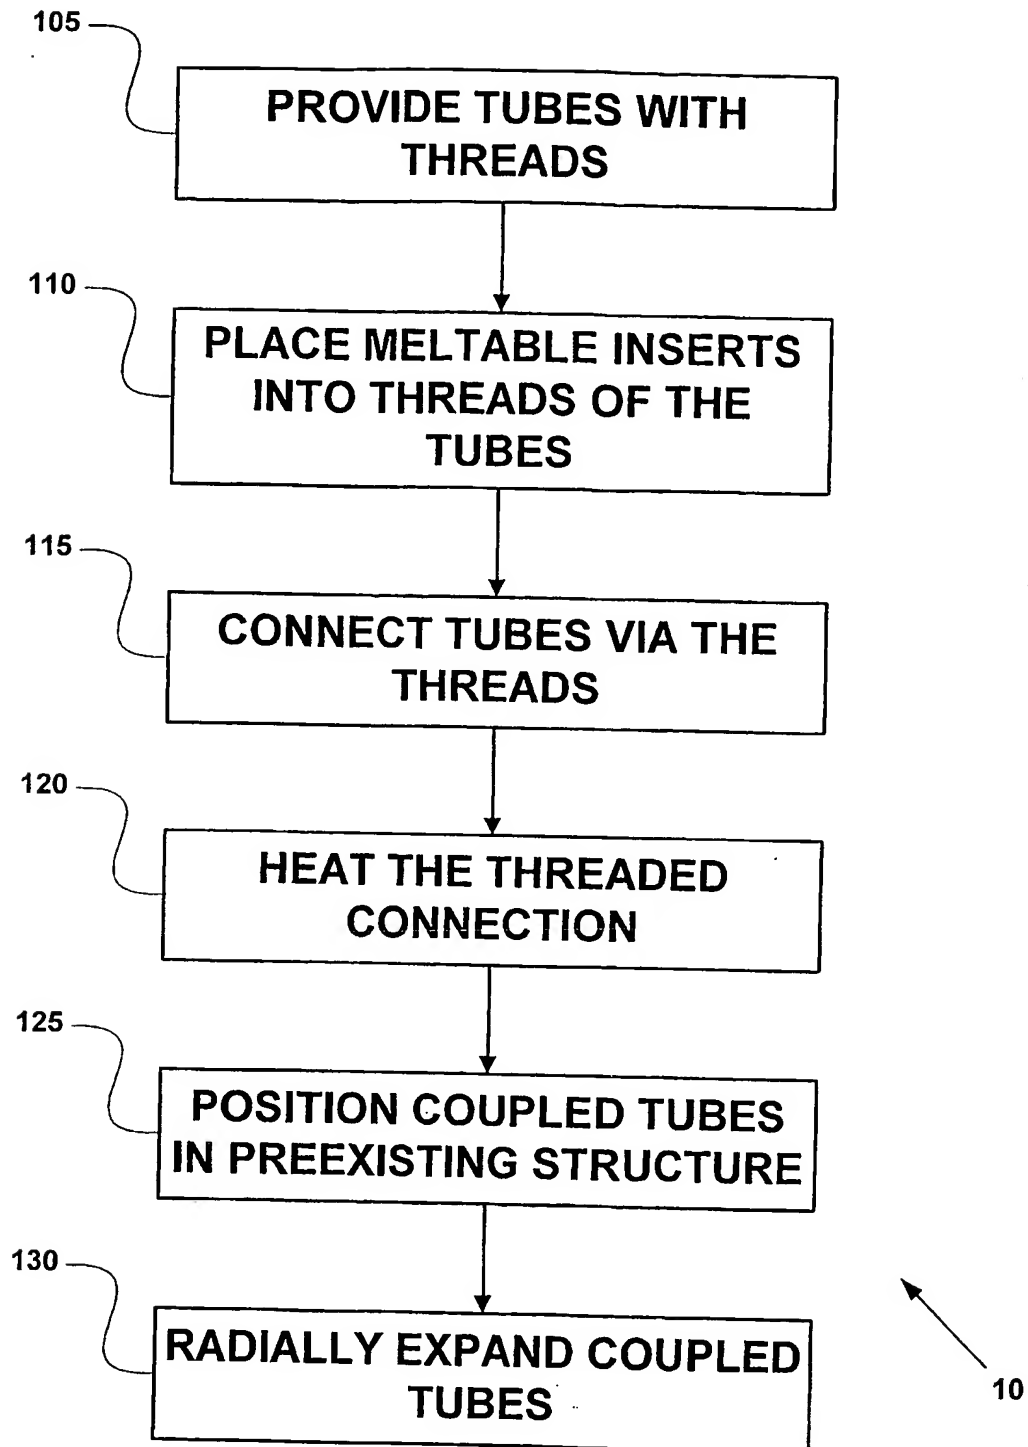 105
PROVIDE TUBES WITH
THREADS
110
PLACE MELTABLE INSERTS
INTO THREADS OF THE
TUBES
115
CONNECT TUBES VIA THE
THREADS
120
HEAT THE THREADED
CONNECTION
125
POSITION COUPLED TUBES
IN PREEXISTING STRUCTURE
130
RADIALLY EXPAND COUPLED
TUBES
10